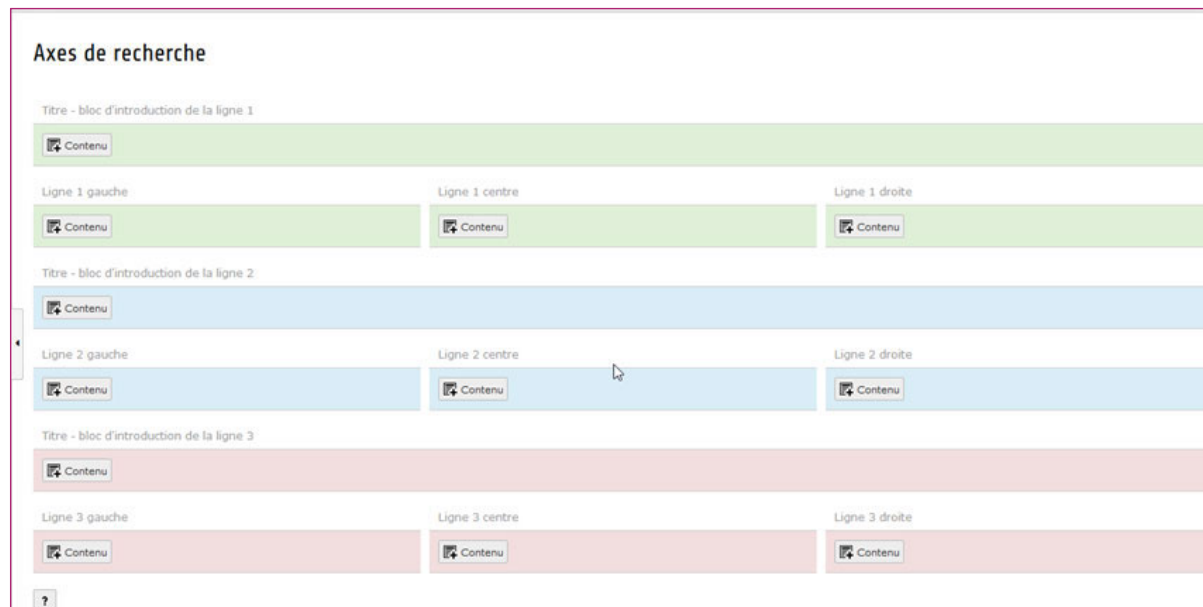 Axes de recherche
Titre - bloc d'introduction de la ligne 1
Contenu
Ligne 1 gauche Ligne 1 centre Ligne 1 droite
Contenu Contenu Contenu
Titre - bloc d'introduction de la ligne 2
Contenu
Ligne 2 gauche Ligne 2 centre Ligne 2 droite
Contenu Contenu Contenu
Titre - bloc d'introduction de la ligne 3
Contenu
Ligne 3 gauche Ligne 3 centre Ligne 3 droite
Contenu Contenu Contenu
?